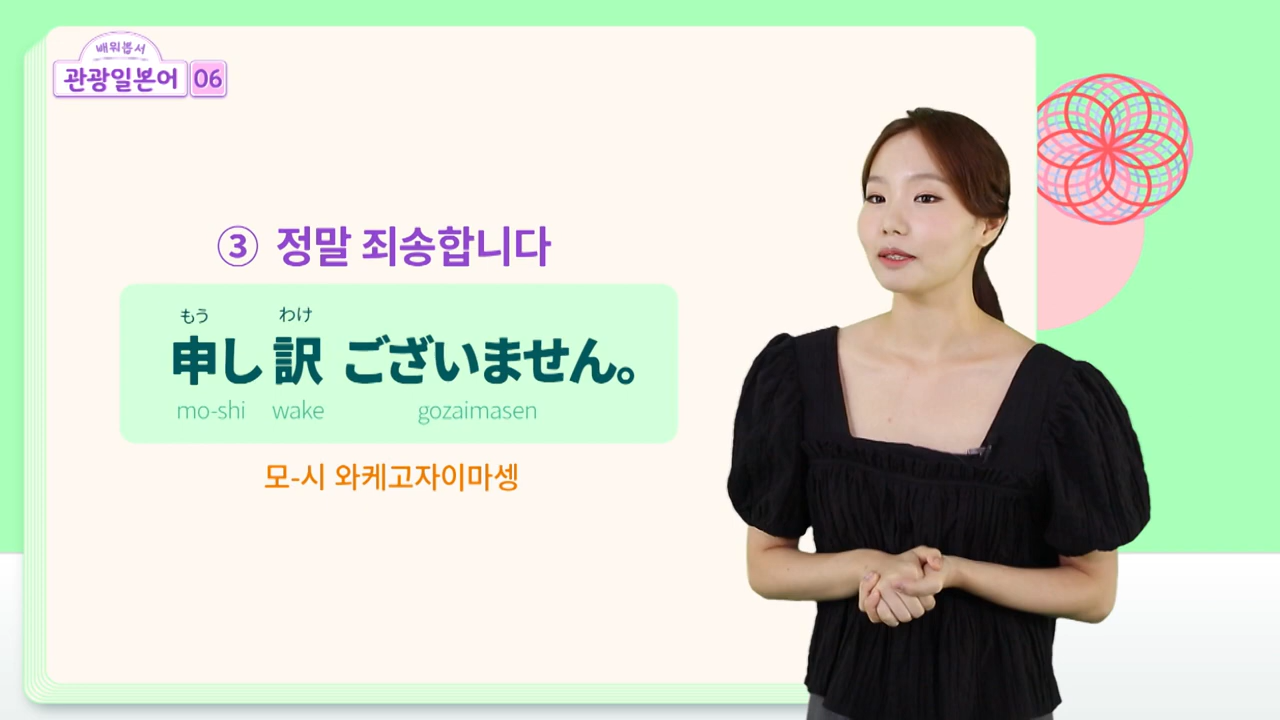 배워봅서
관광일본어 06
③ 정말 죄송합니다
もう わけ
申し訳 ございません。
mo-shi wake gozaimasen
모-시 와케고자이마셍